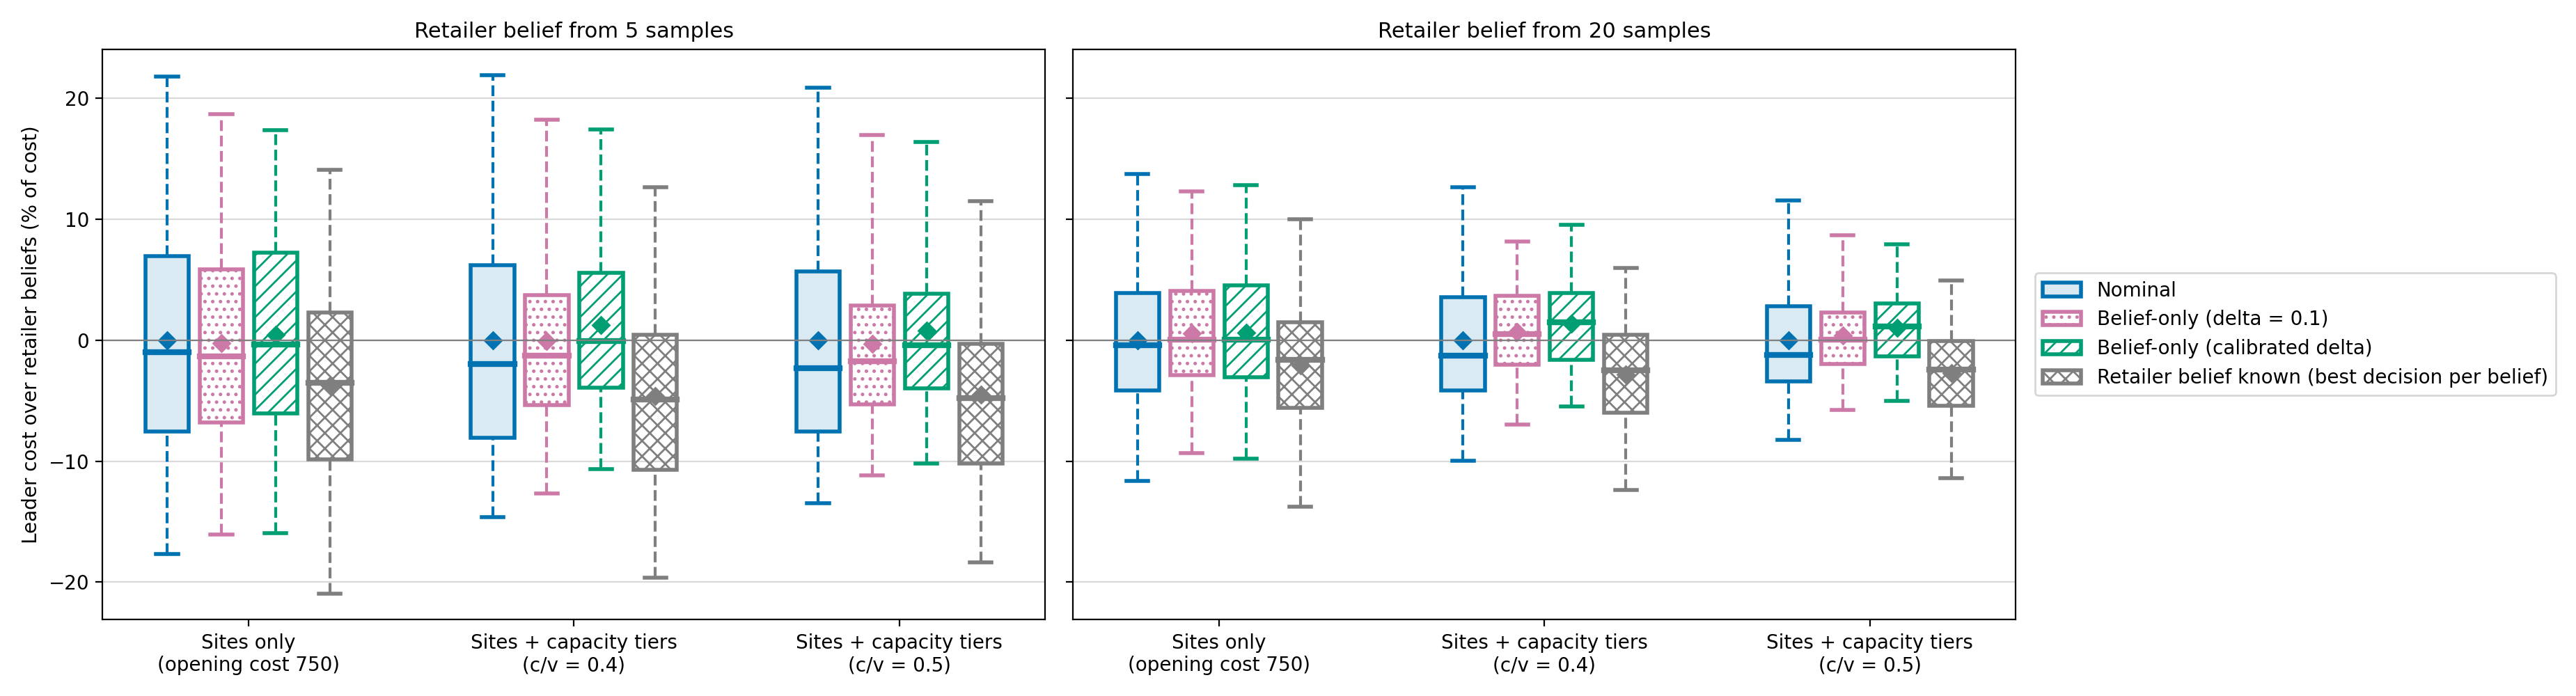 Retailer belief from 5 samples
Retailer belief from 20 samples
Leader cost over retailer beliefs (% of cost)
20
10
0
−10
−20
Sites only
(opening cost 750)
Sites + capacity tiers
(c/v = 0.4)
Sites + capacity tiers
(c/v = 0.5)
Sites only
(opening cost 750)
Sites + capacity tiers
(c/v = 0.4)
Sites + capacity tiers
(c/v = 0.5)
Nominal
Belief-only (delta = 0.1)
Belief-only (calibrated delta)
Retailer belief known (best decision per belief)